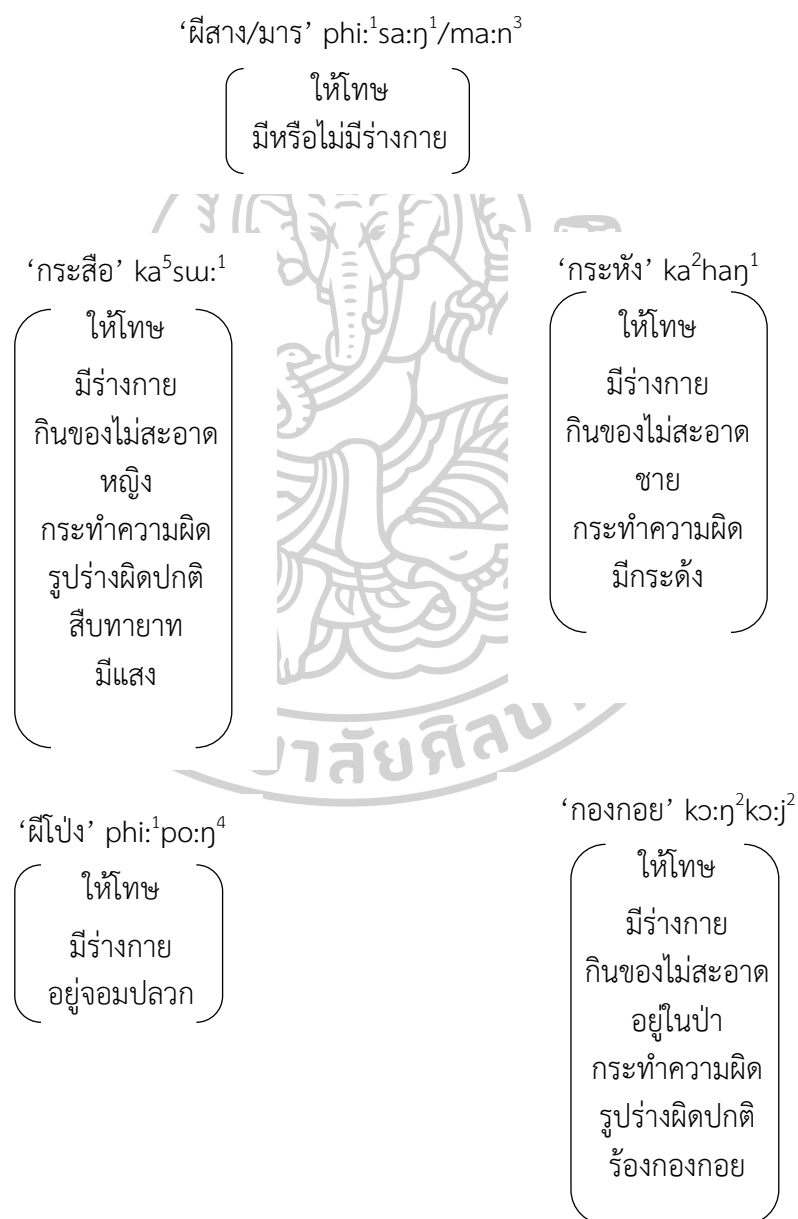 ‘ผีสาง/มาร’ phi:¹sa:ŋ¹/ma:n³
ให้โทษ
มีหรือไม่มีร่างกาย
‘กระสือ’ ka⁵sɯ:¹
ให้โทษ
มีร่างกาย
กินของไม่สะอาด
หญิง
กระทำความผิด
รูปร่างผิดปกติ
สืบทายาท
มีแสง
‘กระหัง’ ka²haŋ¹
ให้โทษ
มีร่างกาย
กินของไม่สะอาด
ชาย
กระทำความผิด
มีกระด้ง
‘ผีโป่ง’ phi:¹po:ŋ⁴
ให้โทษ
มีร่างกาย
อยู่จอมปลวก
‘กองกอย’ kɔ:ŋ²kɔ:j²
ให้โทษ
มีร่างกาย
กินของไม่สะอาด
อยู่ในป่า
กระทำความผิด
รูปร่างผิดปกติ
ร้องกองกอย